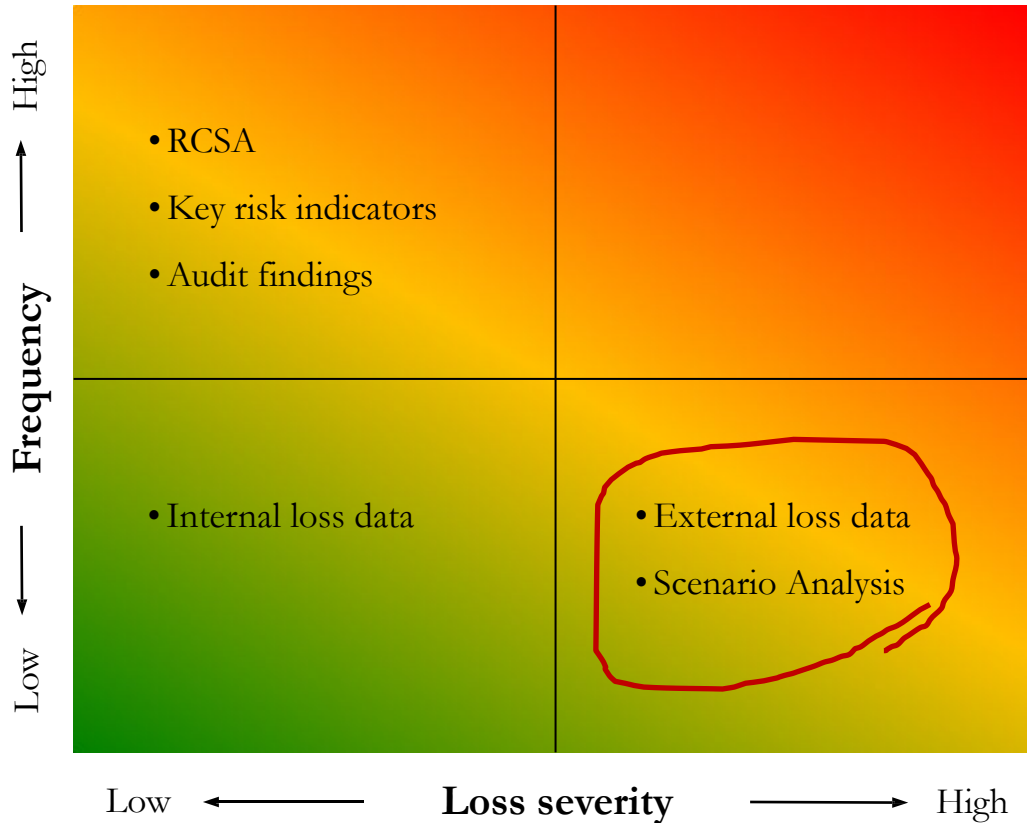 High
• RCSA
• Key risk indicators
• Audit findings
Frequency
• Internal loss data
• External loss data
• Scenario Analysis
Low
Low
Loss severity
High